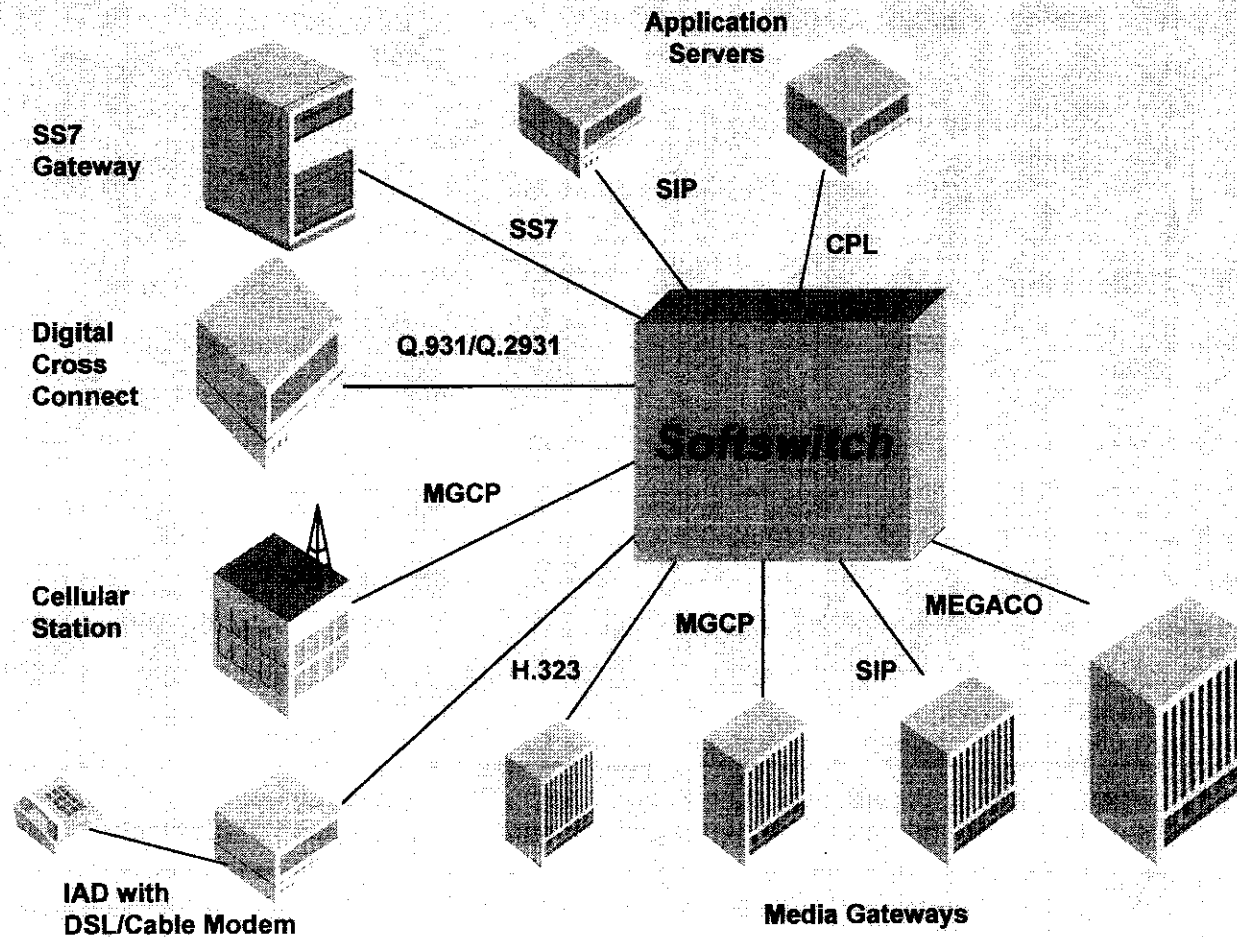 Application
Servers
SS7
Gateway
SIP
SS7
CPL
Digital
Cross
Connect
Q.931/Q.2931
Softswitch
MGCP
Cellular
Station
MEGACO
MGCP
SIP
H.323
IAD with
DSL/Cable Modem
Media Gateways